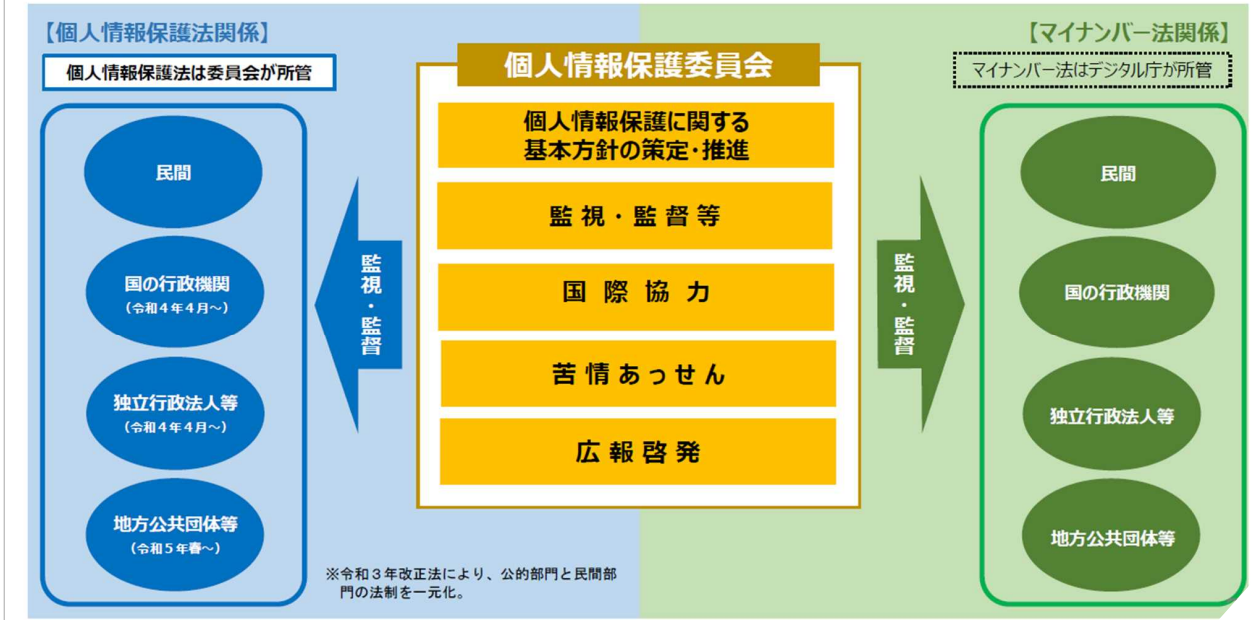 【個人情報保護法関係】
個人情報保護法は委員会が所管
民間
国の行政機関
（令和４年４月～）
独立行政法人等
（令和４年４月～）
地方公共団体等
（令和５年春～）
監視・監督
個人情報保護委員会
個人情報保護に関する
基本方針の策定・推進
監視・監督等
国際協力
苦情あっせん
広報啓発
※令和３年改正法により、公的部門と民間部
門の法制を一元化。
監視・監督
【マイナンバー法関係】
マイナンバー法はデジタル庁が所管
民間
国の行政機関
独立行政法人等
地方公共団体等